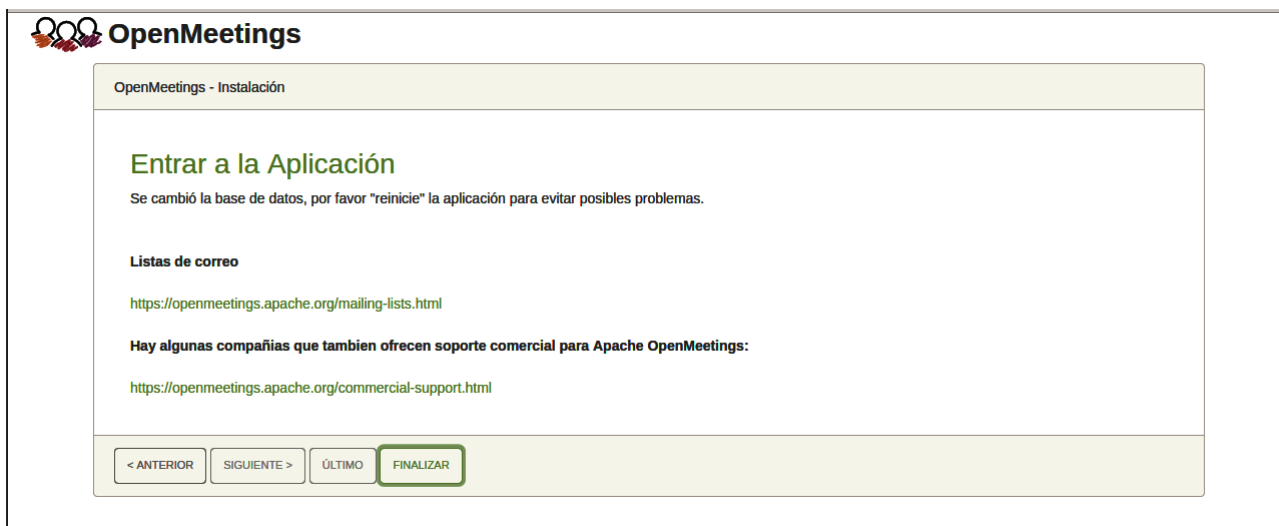 OpenMeetings
OpenMeetings - Instalación
Entrar a la Aplicación
Se cambió la base de datos, por favor "reinicie" la aplicación para evitar posibles problemas.
Listas de correo
https://openmeetings.apache.org/mailing-lists.html
Hay algunas compañias que tambien ofrecen soporte comercial para Apache OpenMeetings:
https://openmeetings.apache.org/commercial-support.html
< ANTERIOR SIGUIENTE > ÚLTIMO FINALIZAR